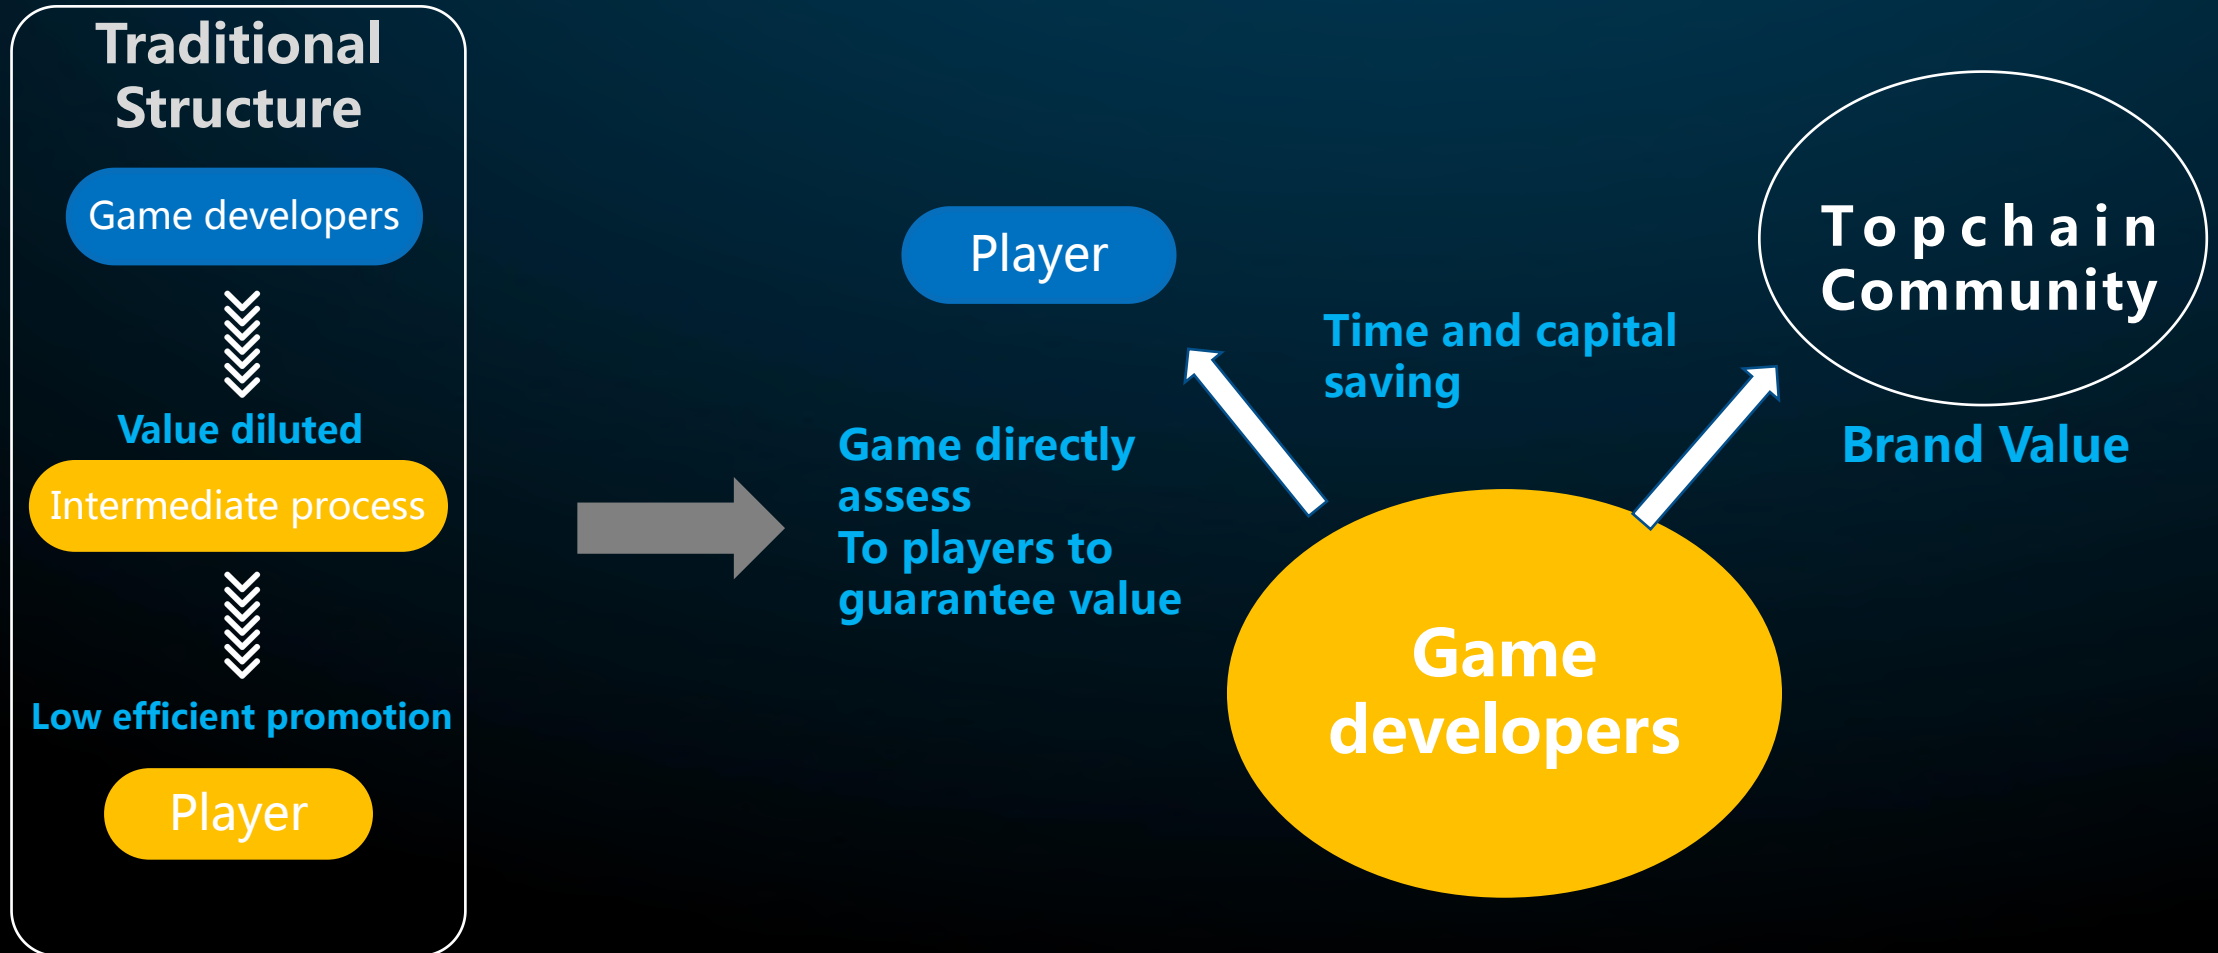 Traditional
Structure
Game developers
Value diluted
Intermediate process
Low efficient promotion
Player
Player
Game directly
assess
To players to
guarantee value
Time and capital
saving
Topchain
Community
Brand Value
Game
developers